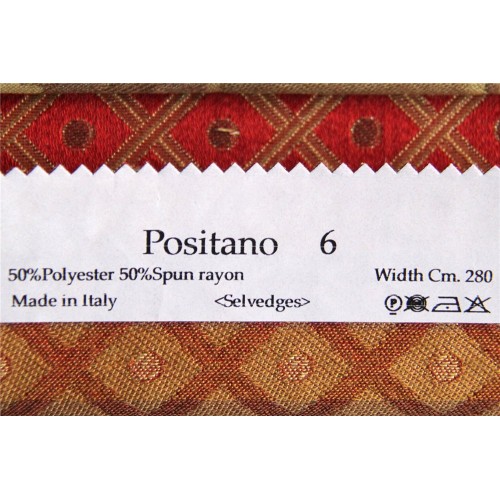 Positano 6
50%Polyester 50%Spun rayon Width Cm. 280
Made in Italy <Selvedges> P